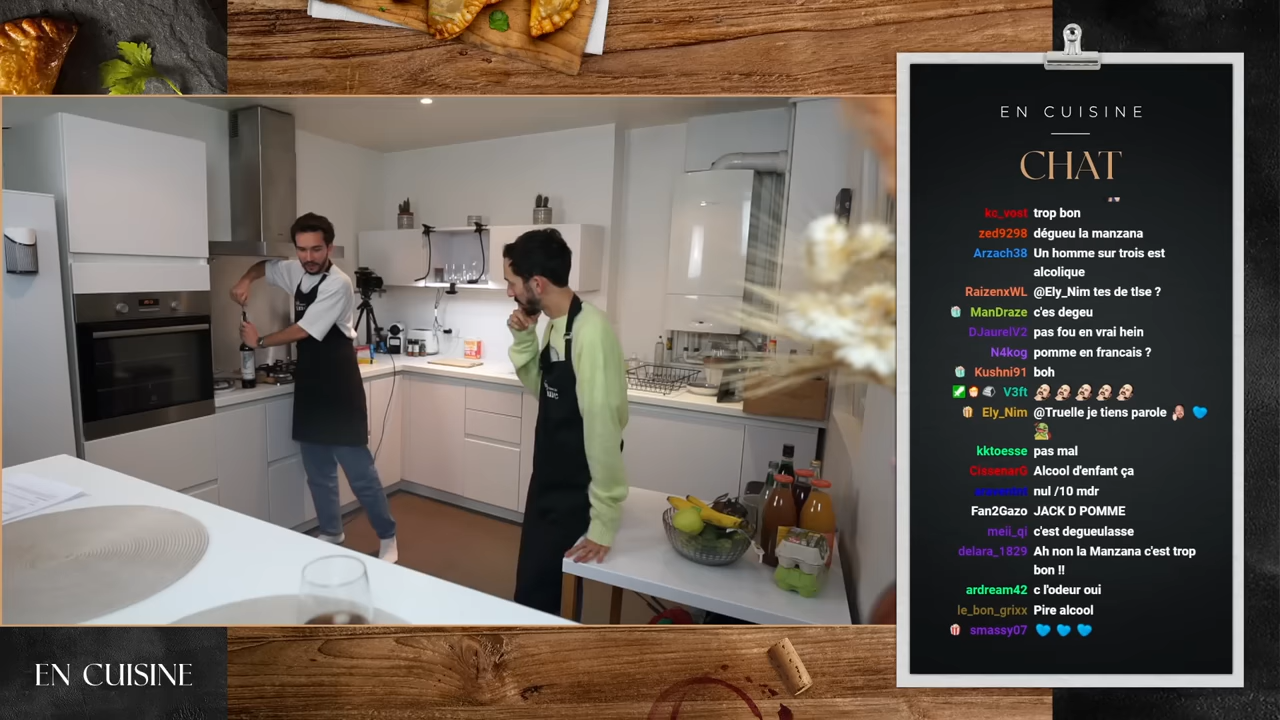 EN CUISINE
CHAT
kc_vost trop bon
zed9298 dégueu la manzana
Arzach38 Un homme sur trois est
alcolique
RaizenxWL @Ely_Nim tes de tlse ?
ManDraze c'es degeu
DJaurelV2 pas fou en vrai hein
N4kog pomme en francais ?
Kushni91 boh
V3ft
Ely_Nim @Truelle je tiens parole
kktoesse pas mal
CissenarG Alcool d'enfant ça
nul /10 mdr
Fan2Gazo JACK D POMME
meii_qi c'est degueulasse
delara_1829 Ah non la Manzana c'est trop
bon !!
ardream42 c l'odeur oui
le_bon_grixx Pire alcool
smassy07
EN CUISINE